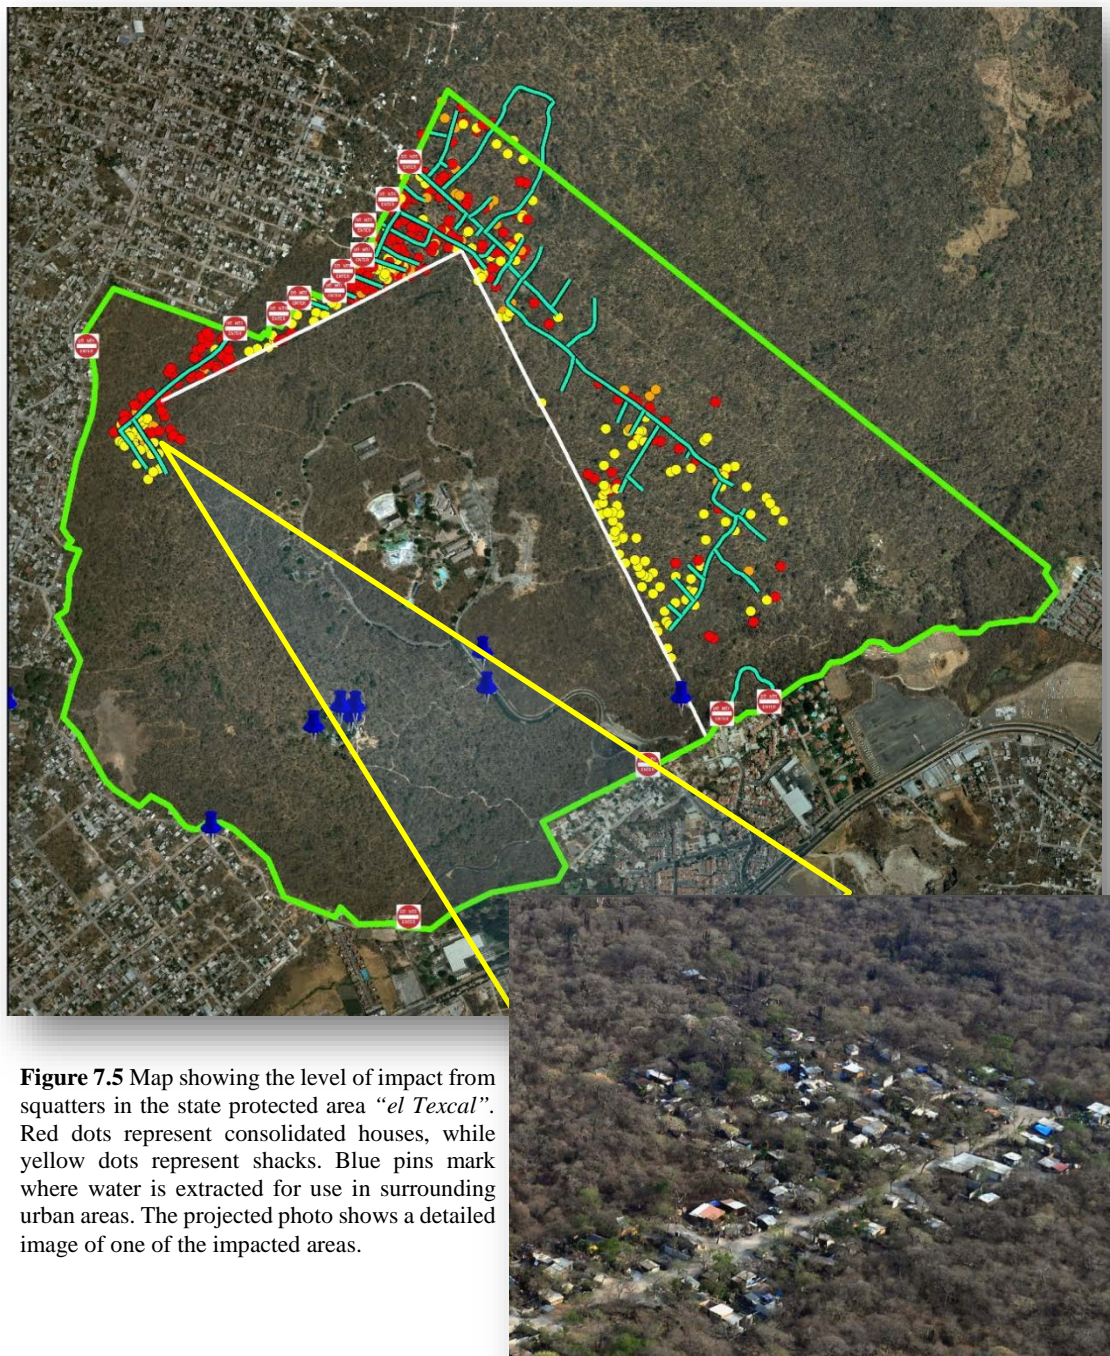 Figure 7.5 Map showing the level of impact from
squatters in the state protected area “el Texcal”.
Red dots represent consolidated houses, while
yellow dots represent shacks. Blue pins mark
where water is extracted for use in surrounding
urban areas. The projected photo shows a detailed
image of one of the impacted areas.